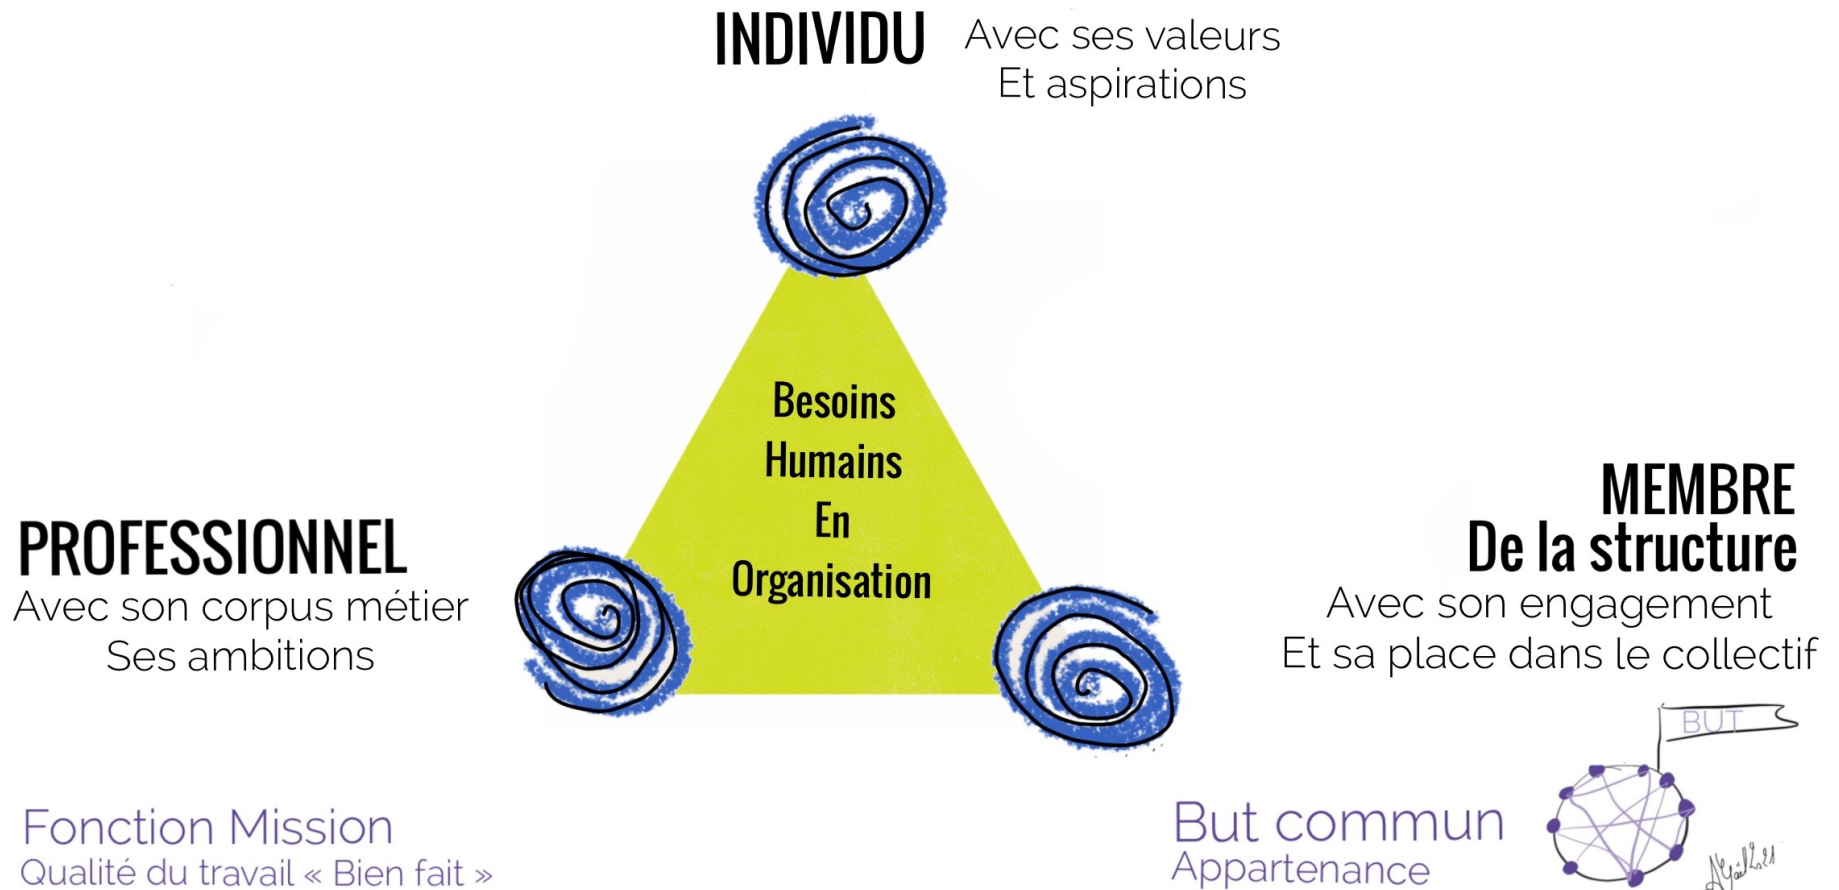 INDIVIDU
Avec ses valeurs
Et aspirations
Besoins
Humains
En
Organisation
PROFESSIONNEL
Avec son corpus métier
Ses ambitions
MEMBRE
De la structure
Avec son engagement
Et sa place dans le collectif
BUT
Fonction Mission
Qualité du travail « Bien fait »
But commun
Appartenance